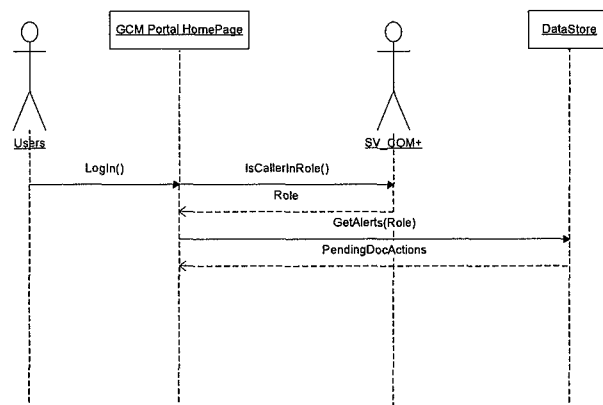 GCM Portal HomePage
DataStore
Users
SV_COM+
LogIn()
IsCallerInRole()
Role
GetAlerts(Role)
PendingDocActions